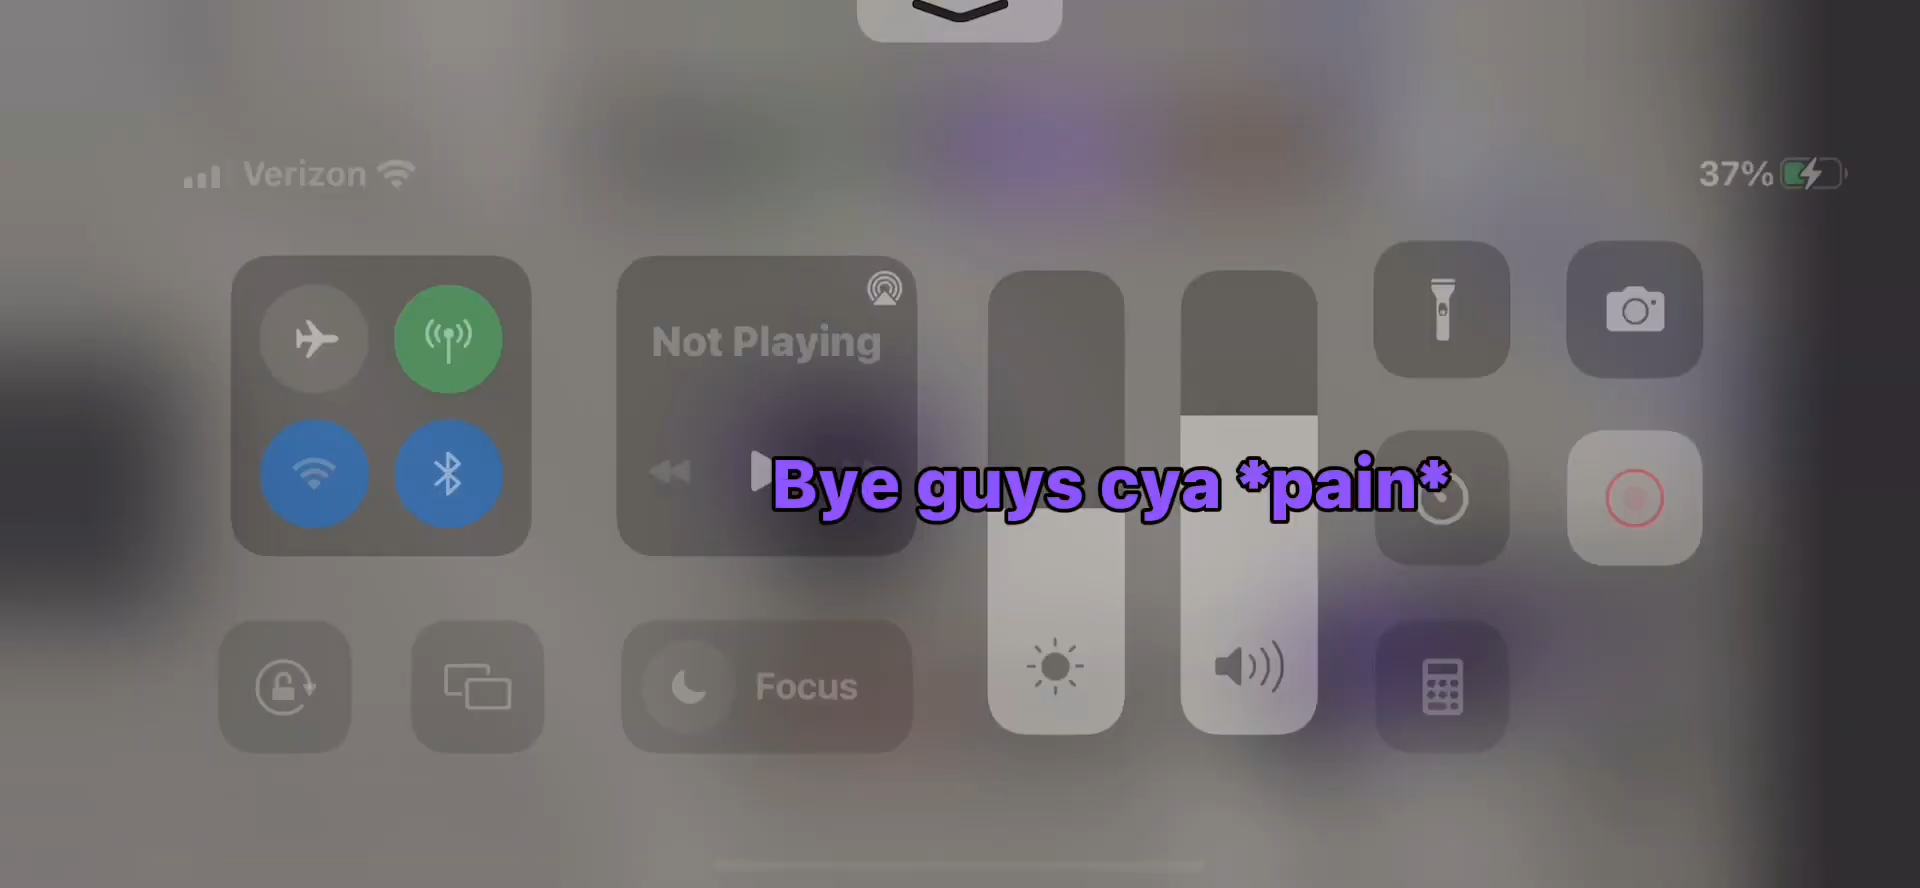 Verizon
37%
Not Playing
Bye guys cya *pain*
Focus